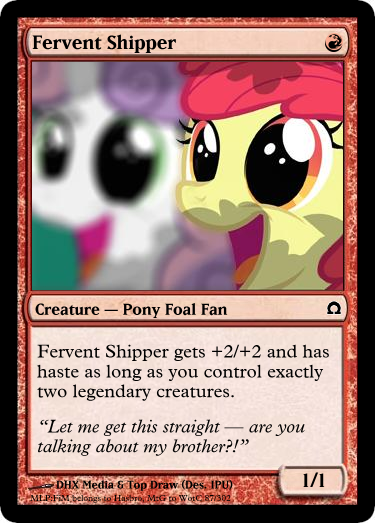 Fervent Shipper
Creature — Pony Foal Fan
Fervent Shipper gets +2/+2 and has
haste as long as you control exactly
two legendary creatures.
“Let me get this straight — are you
talking about my brother?!”
DHX Media & Top Draw (Des. IPU)
MLP:FiM belongs to Hasbro, MtG to WotC. 87/302
1/1